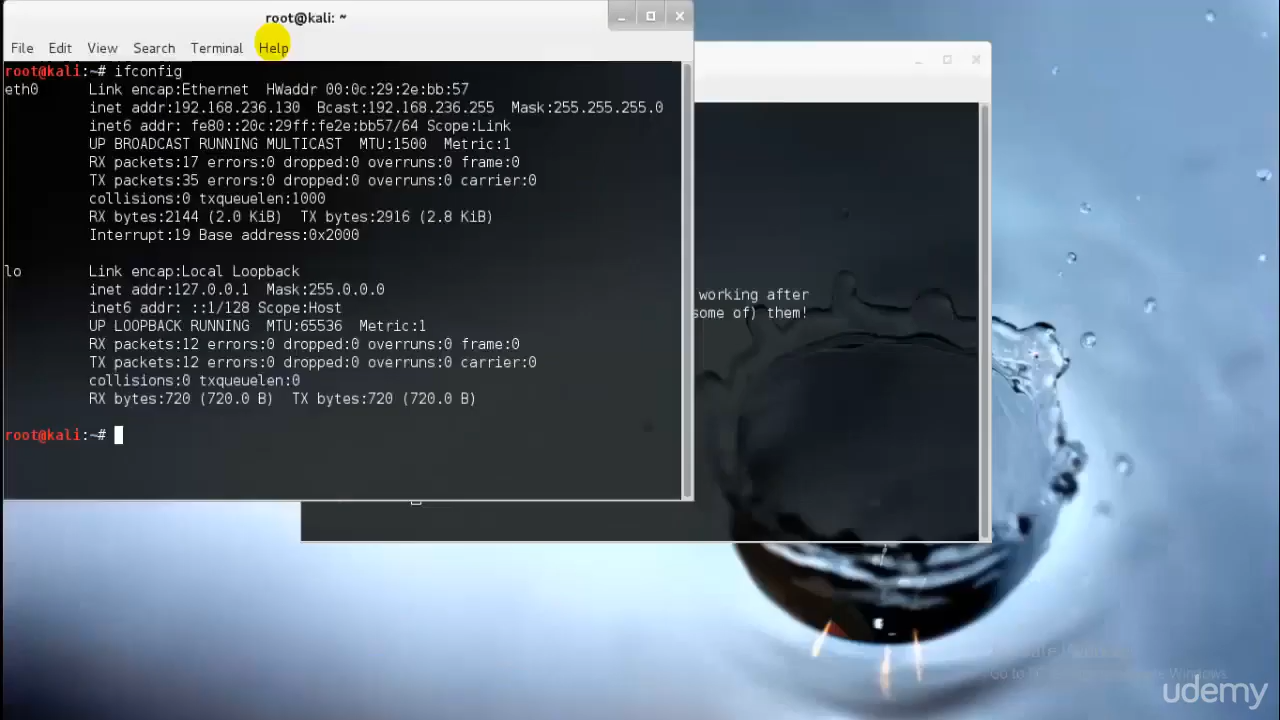 root@kali: ~
File Edit View Search Terminal Help
root@kali:~# ifconfig
eth0 Link encap:Ethernet HWaddr 00:0c:29:2e:bb:57
inet addr:192.168.236.130 Bcast:192.168.236.255 Mask:255.255.255.0
inet6 addr: fe80::20c:29ff:fe2e:bb57/64 Scope:Link
UP BROADCAST RUNNING MULTICAST MTU:1500 Metric:1
RX packets:17 errors:0 dropped:0 overruns:0 frame:0
TX packets:35 errors:0 dropped:0 overruns:0 carrier:0
collisions:0 txqueuelen:1000
RX bytes:2144 (2.0 KiB) TX bytes:2916 (2.8 KiB)
Interrupt:19 Base address:0x2000
lo Link encap:Local Loopback
inet addr:127.0.0.1 Mask:255.0.0.0
inet6 addr: ::1/128 Scope:Host
UP LOOPBACK RUNNING MTU:65536 Metric:1
RX packets:12 errors:0 dropped:0 overruns:0 frame:0
TX packets:12 errors:0 dropped:0 overruns:0 carrier:0
collisions:0 txqueuelen:0
RX bytes:720 (720.0 B) TX bytes:720 (720.0 B)
root@kali:~#
working after
some of) them!
Windows.
udemy